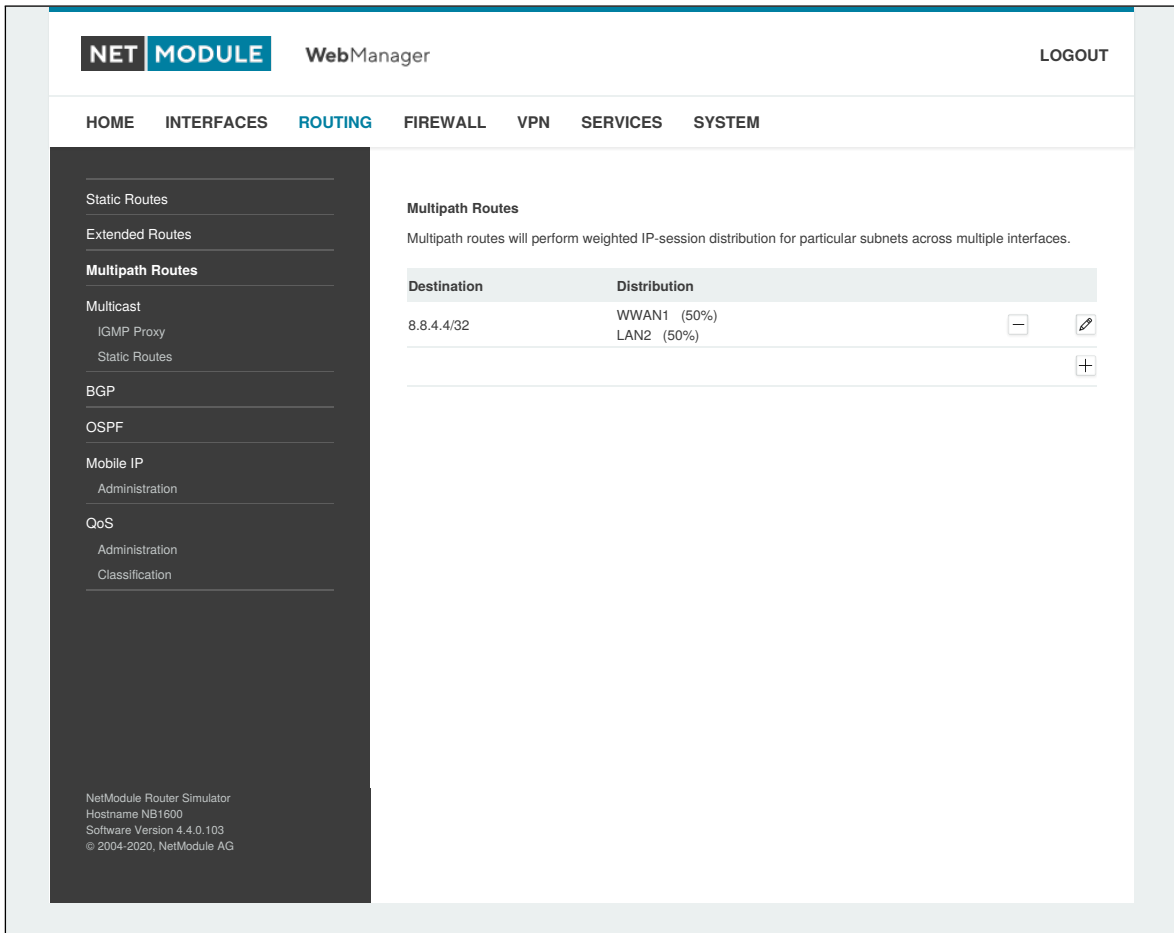 NET MODULE WebManager LOGOUT
HOME INTERFACES ROUTING FIREWALL VPN SERVICES SYSTEM
Static Routes
Extended Routes
Multipath Routes
Multicast
IGMP Proxy
Static Routes
BGP
OSPF
Mobile IP
Administration
QoS
Administration
Classification
NetModule Router Simulator
Hostname NB1600
Software Version 4.4.0.103
© 2004-2020, NetModule AG
Multipath Routes
Multipath routes will perform weighted IP-session distribution for particular subnets across multiple interfaces.
Destination Distribution
8.8.4.4/32 WWAN1 (50%)
LAN2 (50%)